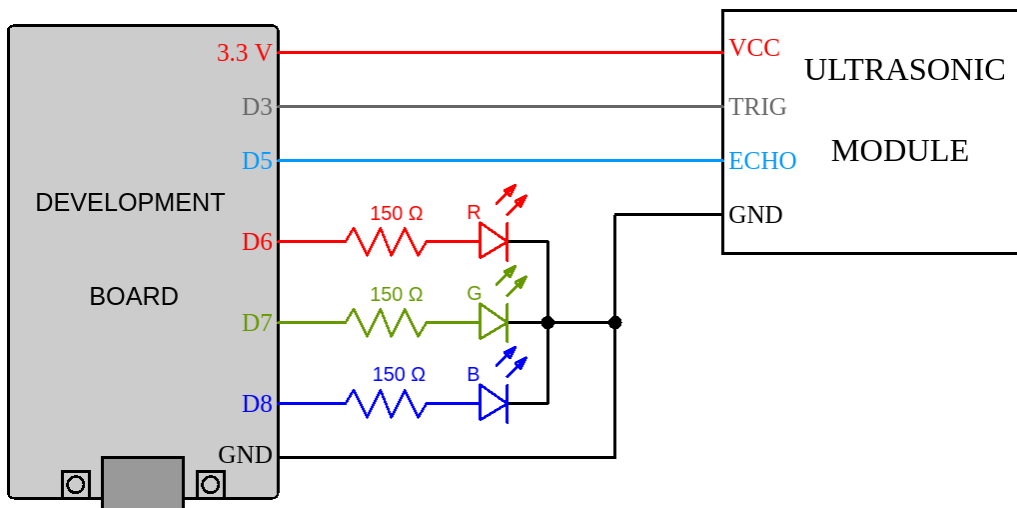 3.3 V
VCC
ULTRASONIC
D3
TRIG
D5
ECHO
MODULE
DEVELOPMENT
150 Ω
R
GND
D6
BOARD
150 Ω
G
D7
150 Ω
B
D8
GND